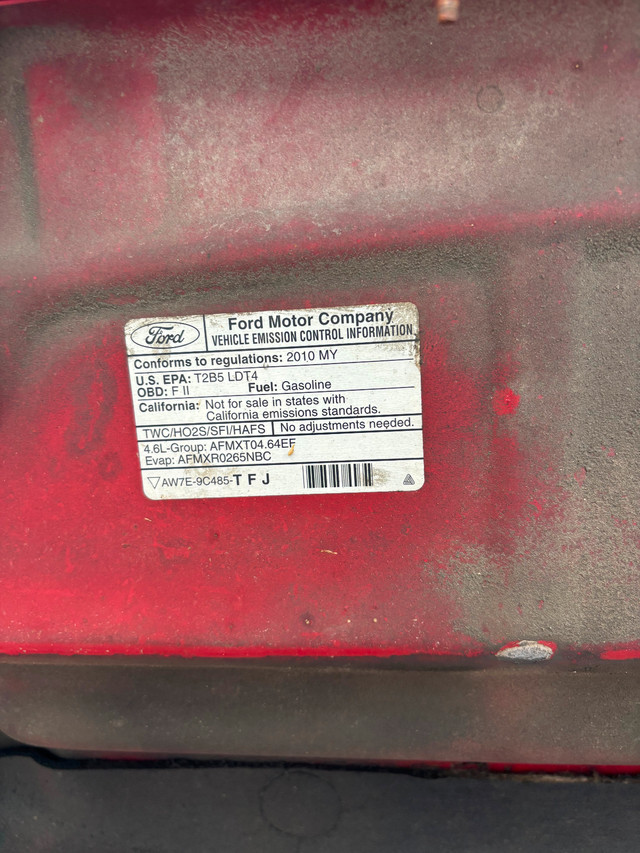 Ford
Ford Motor Company
VEHICLE EMISSION CONTROL INFORMATION
Conforms to regulations: 2010 MY
U.S. EPA: T2B5 LDT4
OBD: F II Fuel: Gasoline
California: Not for sale in states with
California emissions standards.
TWC/HO2S/SFI/HAFS No adjustments needed.
4.6L-Group: AFMXT04.64EF
Evap: AFMXR0265NBC
AW7E-9C485-T F J